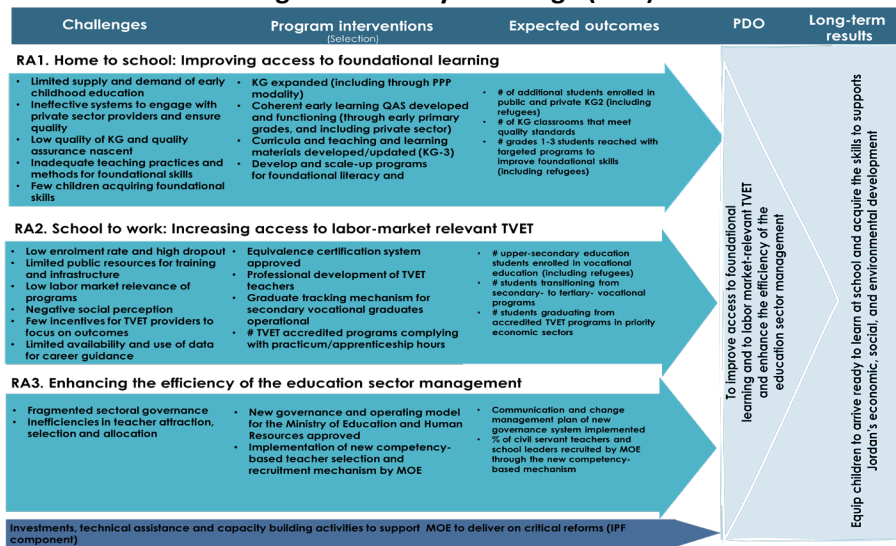 Challenges
Program interventions
(Selection)
Expected outcomes
PDO
Long-term
results
RA1. Home to school: Improving access to foundational learning
• Limited supply and demand of early
childhood education
• Ineffective systems to engage with
private sector providers and ensure
quality
• Low quality of KG and quality
assurance nascent
• Inadequate teaching practices and
methods for foundational skills
• Few children acquiring foundational
skills
• KG expanded (including through PPP
modality)
• Coherent early learning QAS developed
and functioning (through early primary
grades, and including private sector)
• Curricula and teaching and learning
materials developed/updated (KG-3)
• Develop and scale-up programs
for foundational literacy and
• # of additional students enrolled in
public and private KG2 (including
refugees)
• # of KG classrooms that meet
quality standards
• # grades 1-3 students reached with
targeted programs to
improve foundational skills
(including refugees)
RA2. School to work: Increasing access to labor-market relevant TVET
• Low enrolment rate and high dropout
• Limited public resources for training
and infrastructure
• Low labor market relevance of
programs
• Negative social perception
• Few incentives for TVET providers to
focus on outcomes
• Limited availability and use of data
for career guidance
• Equivalence certification system
approved
• Professional development of TVET
teachers
• Graduate tracking mechanism for
secondary vocational graduates
operational
• # TVET accredited programs complying
with practicum/apprenticeship hours
• # upper-secondary education
students enrolled in vocational
education (including refugees)
• # students transitioning from
secondary- to tertiary- vocational
programs
• # students graduating from
accredited TVET programs in priority
economic sectors
RA3. Enhancing the efficiency of the education sector management
• Fragmented sectoral governance
• Inefficiencies in teacher attraction,
selection and allocation
• New governance and operating model
for the Ministry of Education and Human
Resources approved
• Implementation of new competency-
based teacher selection and
recruitment mechanism by MOE
• Communication and change
management plan of new
governance system implemented
• % of civil servant teachers and
school leaders recruited by MOE
through the new competency-
based mechanism
Investments, technical assistance and capacity building activities to support MOE to deliver on critical reforms (IPF
component)
To improve access to foundational
learning and to labor market-relevant TVET
and enhance the efficiency of the
education sector management
Equip children to arrive ready to learn at school and acquire the skills to supports
Jordan's economic, social, and economic development